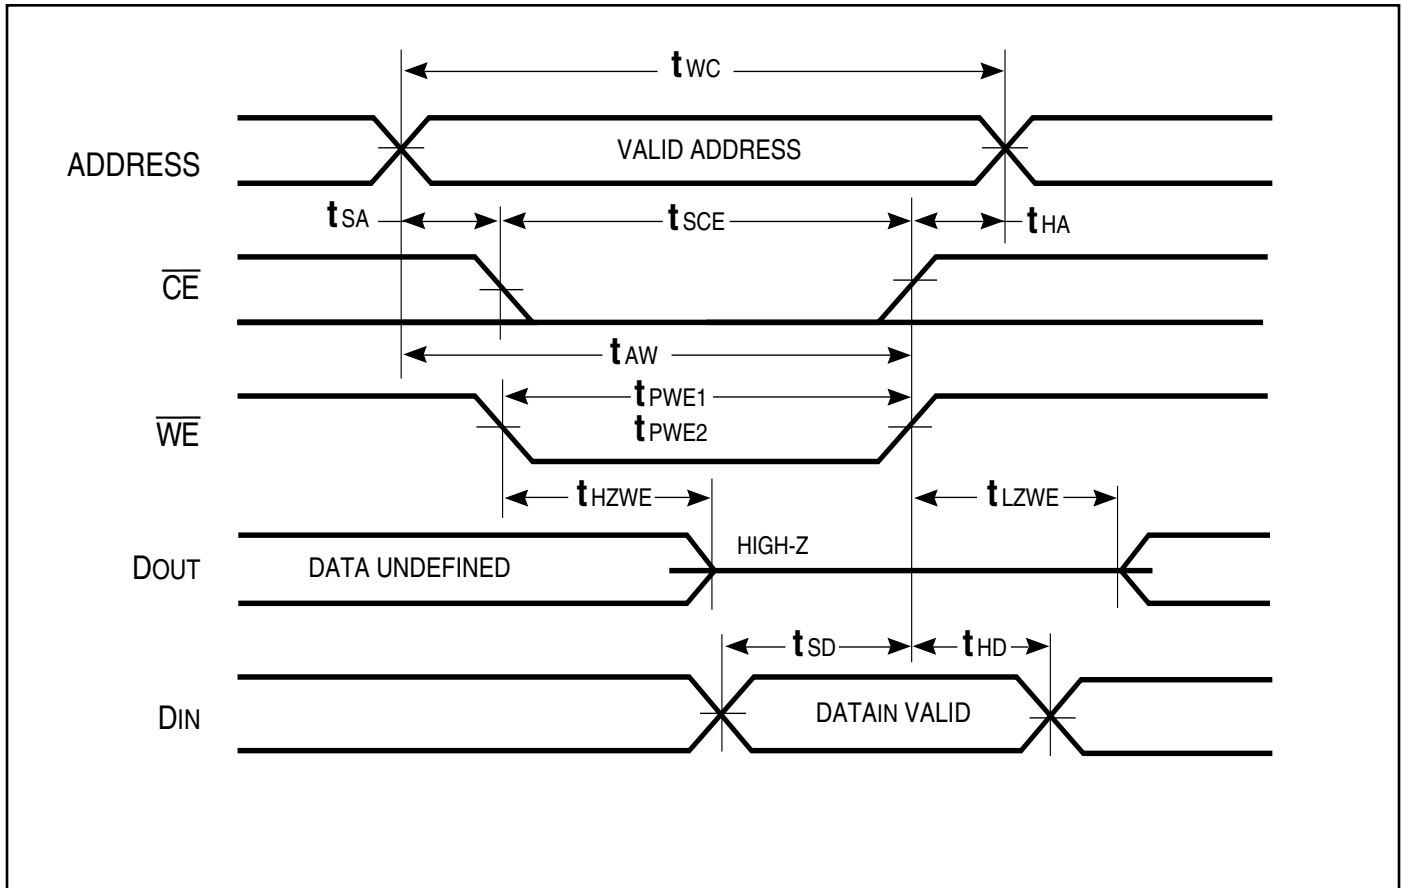 tWC
ADDRESS
VALID ADDRESS
tSA
tSCE
tHA
CE
tAW
WE
tPWE1
tPWE2
tHZWE
tLZWE
DOUT
DATA UNDEFINED
HIGH-Z
tSD
tHD
DIN
DATAIN VALID